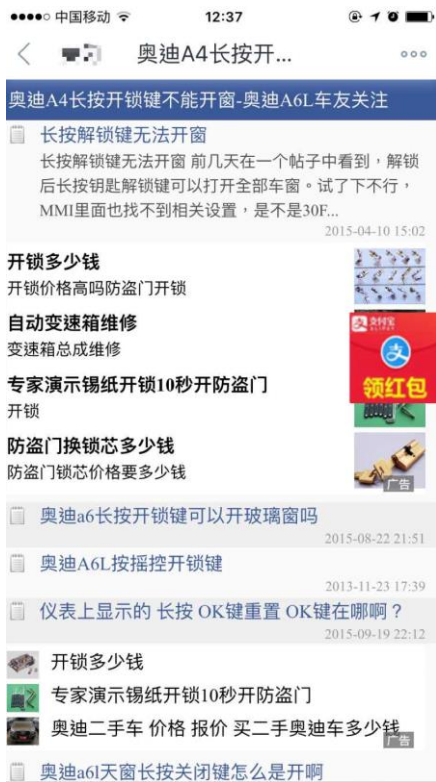 中国移动
12:37
奥迪A4长按开...
奥迪A4长按开锁键不能开窗-奥迪A6L车友关注
长按解锁键无法开窗
长按解锁键无法开窗 前几天在一个帖子中看到，解锁
后长按钥匙解锁键可以打开全部车窗。试了下不行，
MMI里面也找不到相关设置，是不是30F...
2015-04-10 15:02
开锁多少钱
开锁价格高吗防盗门开锁
自动变速箱维修
变速箱总成维修
支付宝
领红包
专家演示锡纸开锁10秒开防盗门
开锁
防盗门换锁芯多少钱
防盗门锁芯价格要多少钱
广告
奥迪a6长按开锁键可以开玻璃窗吗
2015-08-22 21:51
奥迪A6L按摇控开锁键
2013-11-23 17:39
仪表上显示的 长按 OK键重置 OK键在哪啊？
2015-09-19 22:12
开锁多少钱
专家演示锡纸开锁10秒开防盗门
奥迪二手车 价格 报价 买二手奥迪车多少钱
广告
奥迪a6l天窗长按关闭键怎么是开啊